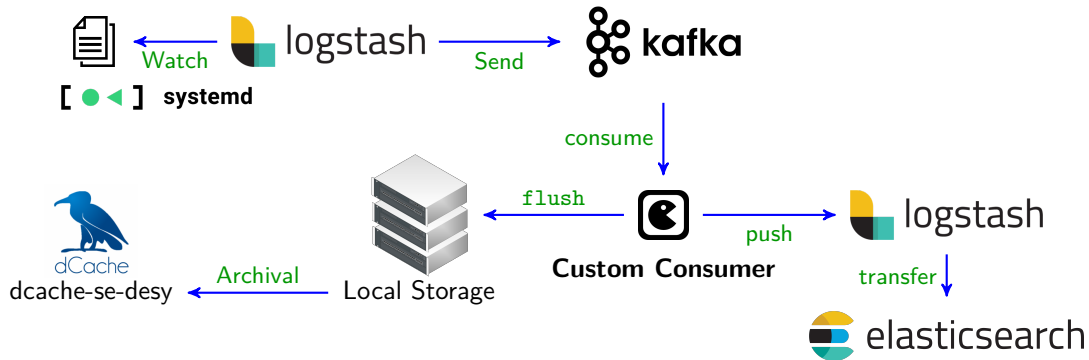 logstash
kafka
Watch
Send
[ ] systemd
consume
flush
logstash
push
dCache
Custom Consumer
Archival
transfer
dcache-se-desy
Local Storage
elasticsearch